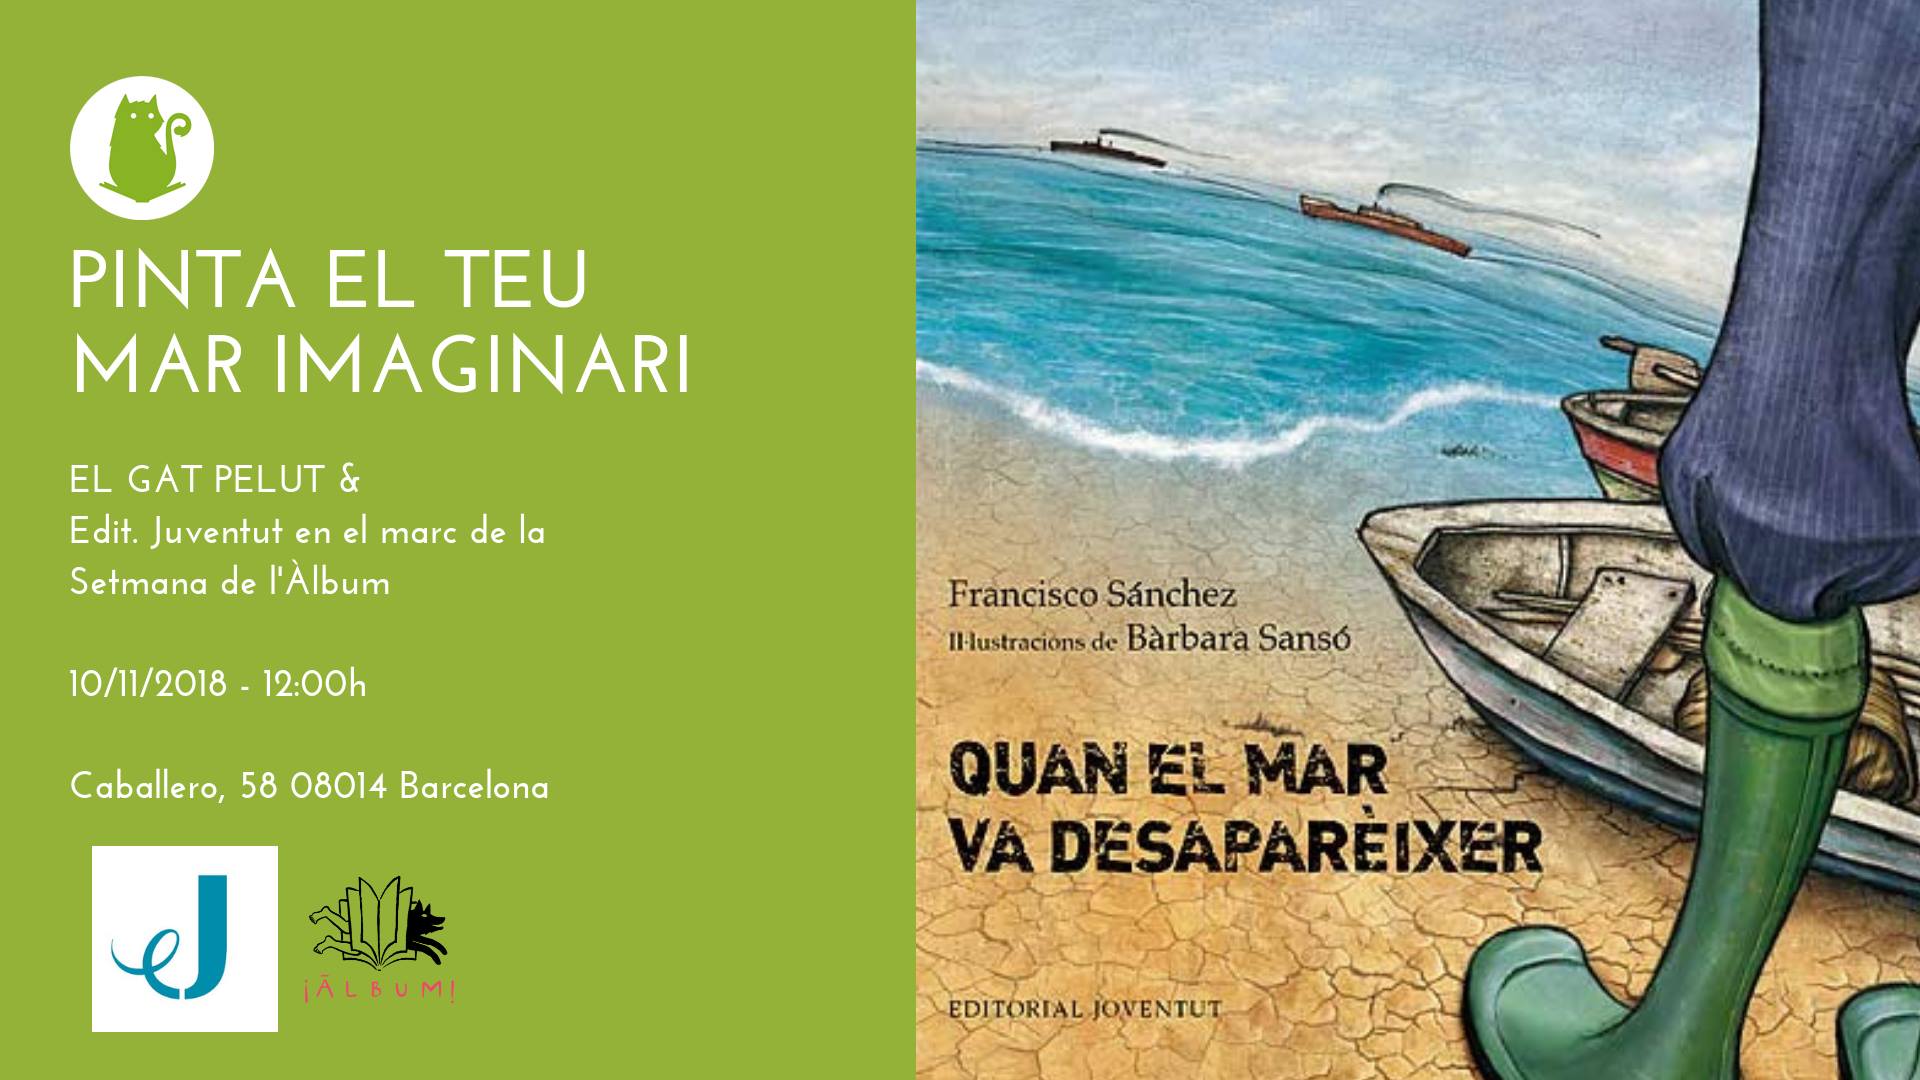 PINTA EL TEU
MAR IMAGINARI
EL GAT PELUT &
Edit. Juventut en el marc de la
Setmana de l'Àlbum
10/11/2018 - 12:00h
Caballero, 58 08014 Barcelona
eJ
¡ĀLBUM!
Francisco Sánchez
Il·lustracions de Bàrbara Sansó
QUAN EL MAR
VA DESAPARÈIXER
EDITORIAL JOVENTUT